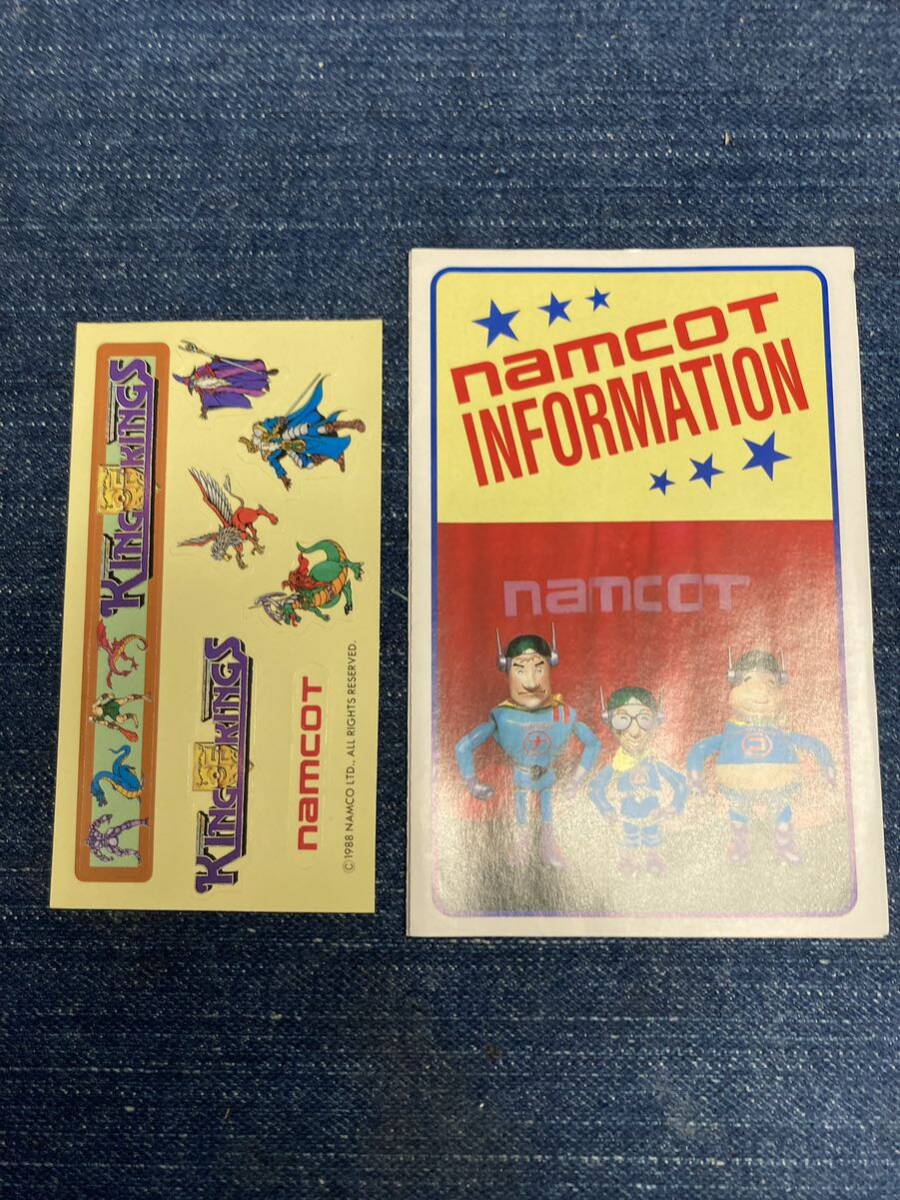 KING OF KINGS
KING OF KINGS
namcot
©1988 NAMCO LTD., ALL RIGHTS RESERVED.
namcot
INFORMATION
namcot